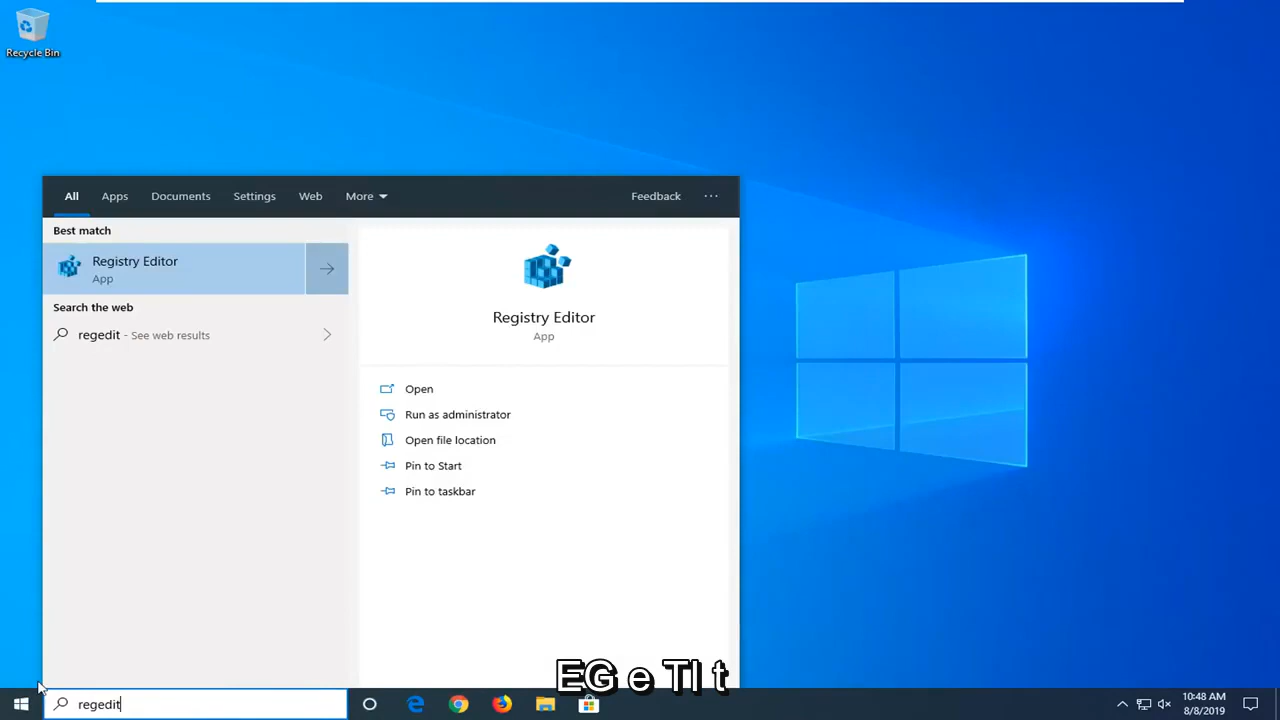 Recycle Bin
All Apps Documents Settings Web More Feedback ...
Best match
Registry Editor
App
Search the web
regedit - See web results
Registry Editor
App
Open
Run as administrator
Open file location
Pin to Start
Pin to taskbar
EG e TI t
regedit
10:48 AM
8/8/2019